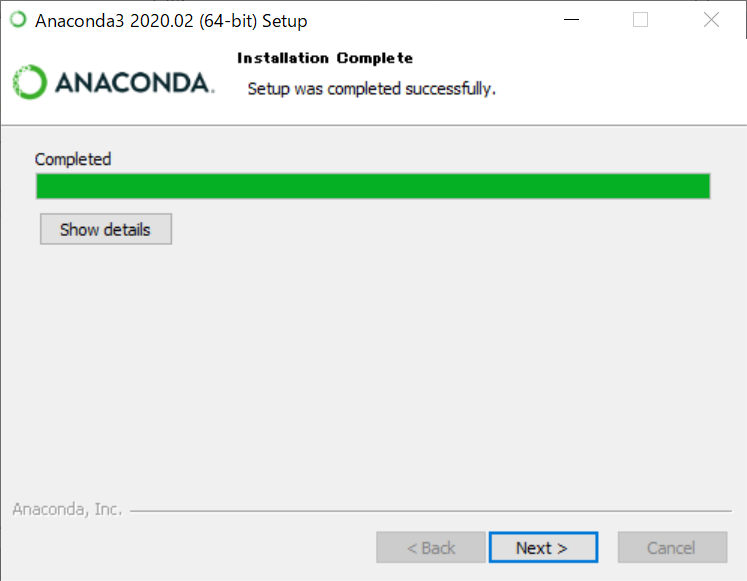 Anaconda3 2020.02 (64-bit) Setup
ANACONDA.
Installation Complete
Setup was completed successfully.
Completed
Show details
Anaconda, Inc.
< Back
Next >
Cancel